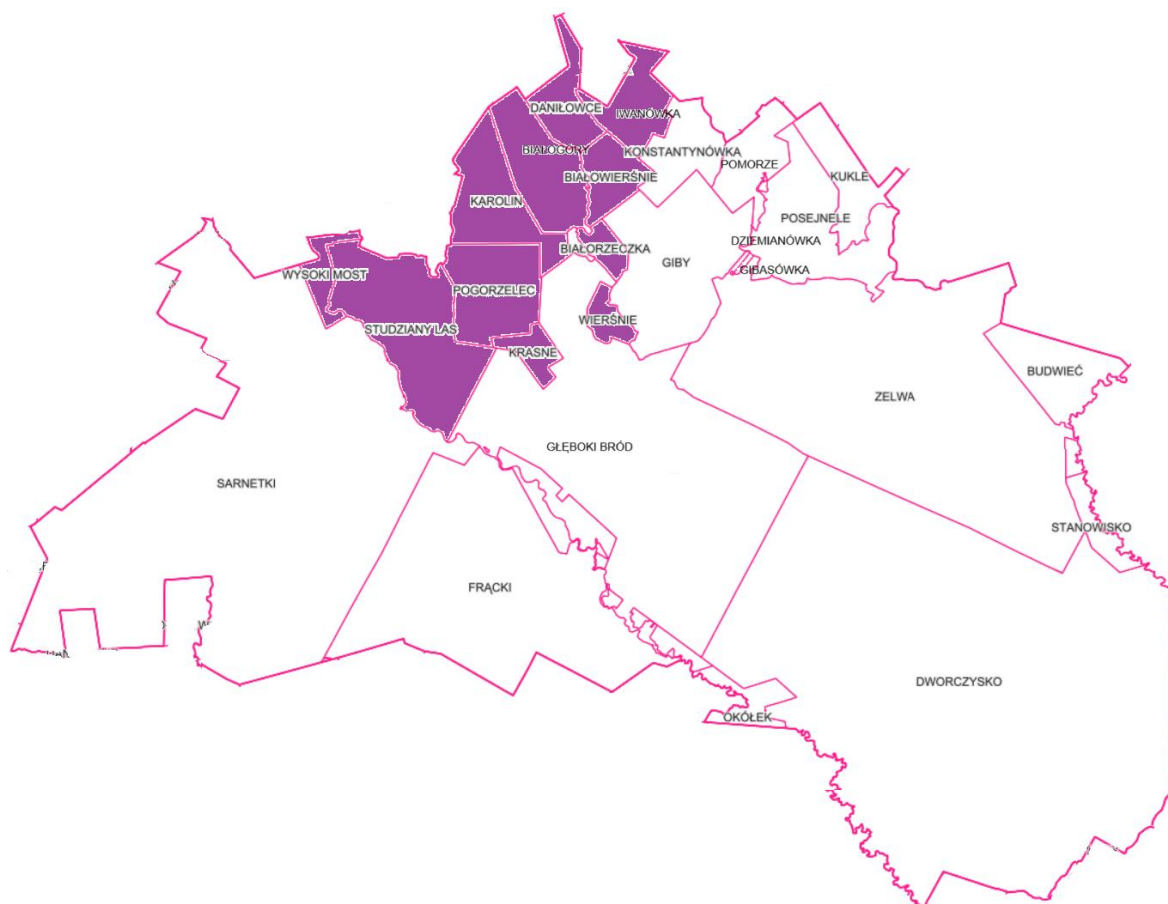 DANIŁOWCE
IWANÓWKA
BIAŁOGÓRY
KONSTANTYNÓWKA
POMORZE
BIAŁOWIERŚNIE
KUKLE
KAROLIN
POSEJNELE
DZIEMIANÓWKA
BIAŁORZECZKA
GIBY
GIBASÓWKA
WYSOKI MOST
POGORZELEC
WIERŚNIE
STUDZIANY LAS
KRASNE
BUDWIEĆ
ZELWA
GŁĘBOKI BRÓD
SARNETKI
STANOWISKO
FRĄCKI
DWORCZYSKO
OKÓŁEK